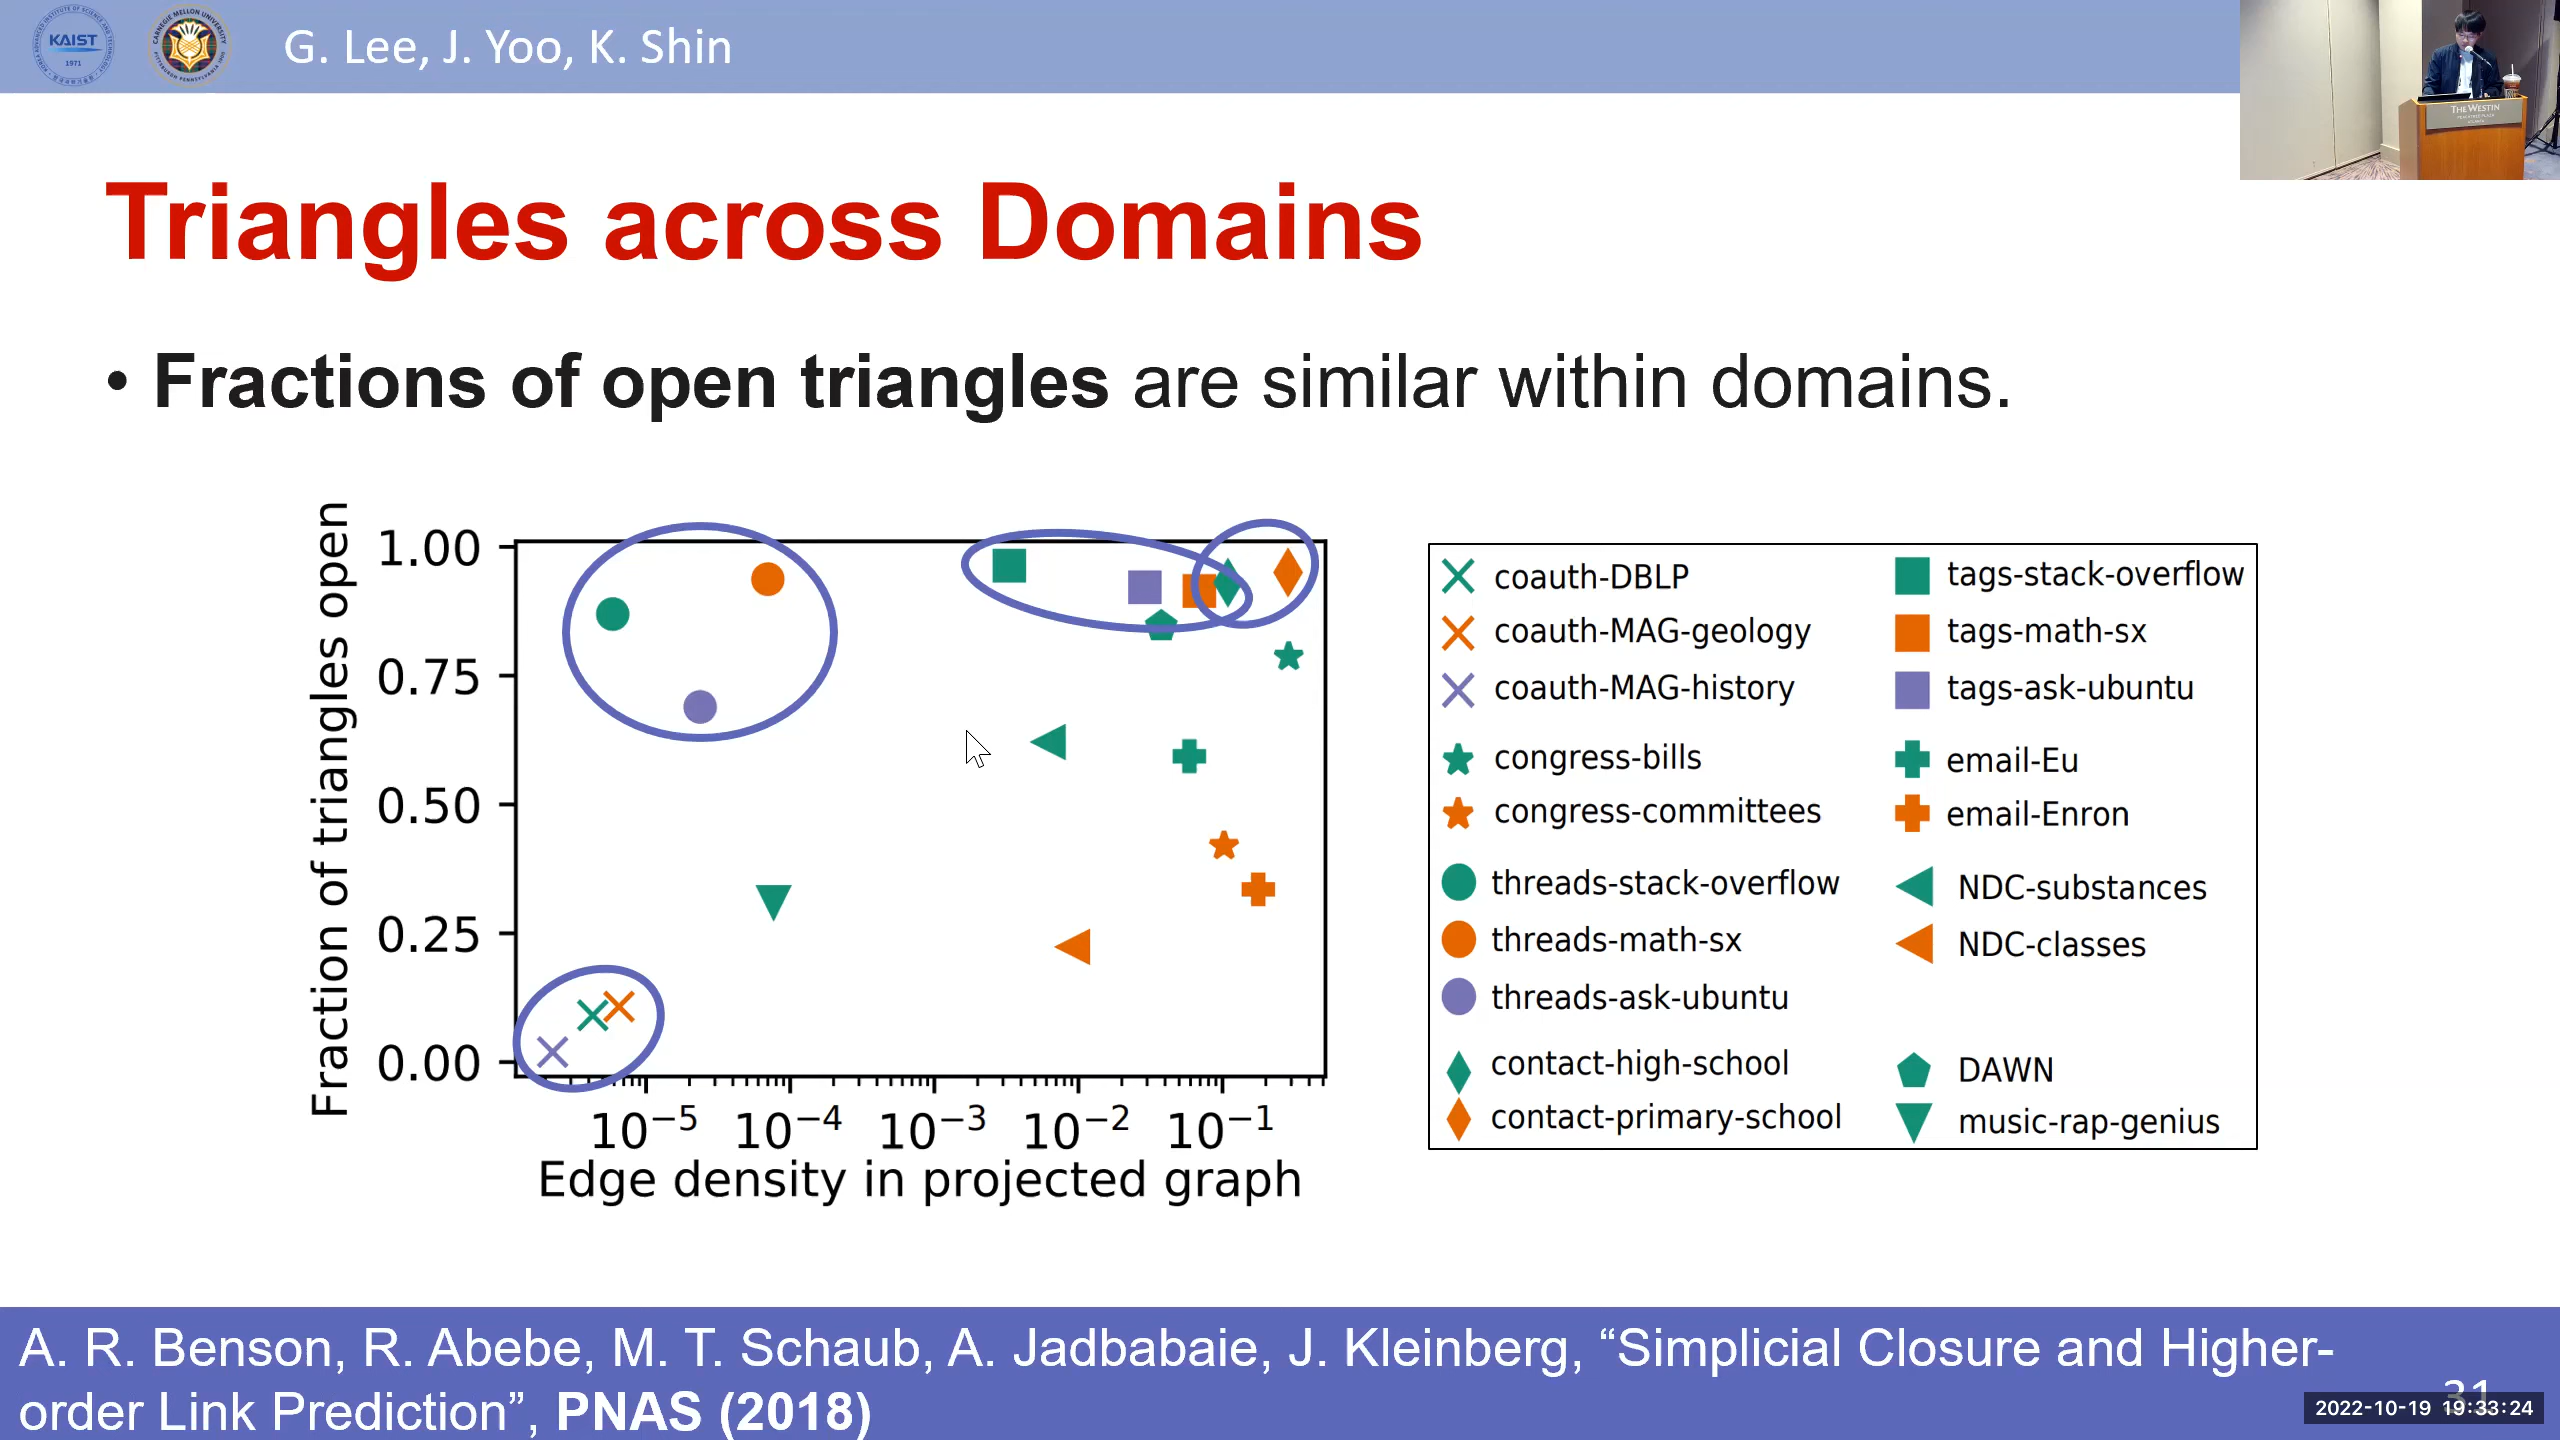 KAIST
1971
G. Lee, J. Yoo, K. Shin
THE WESTIN
Triangles across Domains
• Fractions of open triangles are similar within domains.
Fraction of triangles open
1.00
0.75
0.50
0.25
0.00
10−5 10−4 10−3 10−2 10−1
Edge density in projected graph
coauth-DBLP
coauth-MAG-geology
coauth-MAG-history
congress-bills
congress-committees
threads-stack-overflow
threads-math-sx
threads-ask-ubuntu
contact-high-school
contact-primary-school
tags-stack-overflow
tags-math-sx
tags-ask-ubuntu
email-Eu
email-Enron
NDC-substances
NDC-classes
DAWN
music-rap-genius
A. R. Benson, R. Abebe, M. T. Schaub, A. Jadbabaie, J. Kleinberg, “Simplicial Closure and Higher-
order Link Prediction”, PNAS (2018)
31
2022-10-19 19:33:24